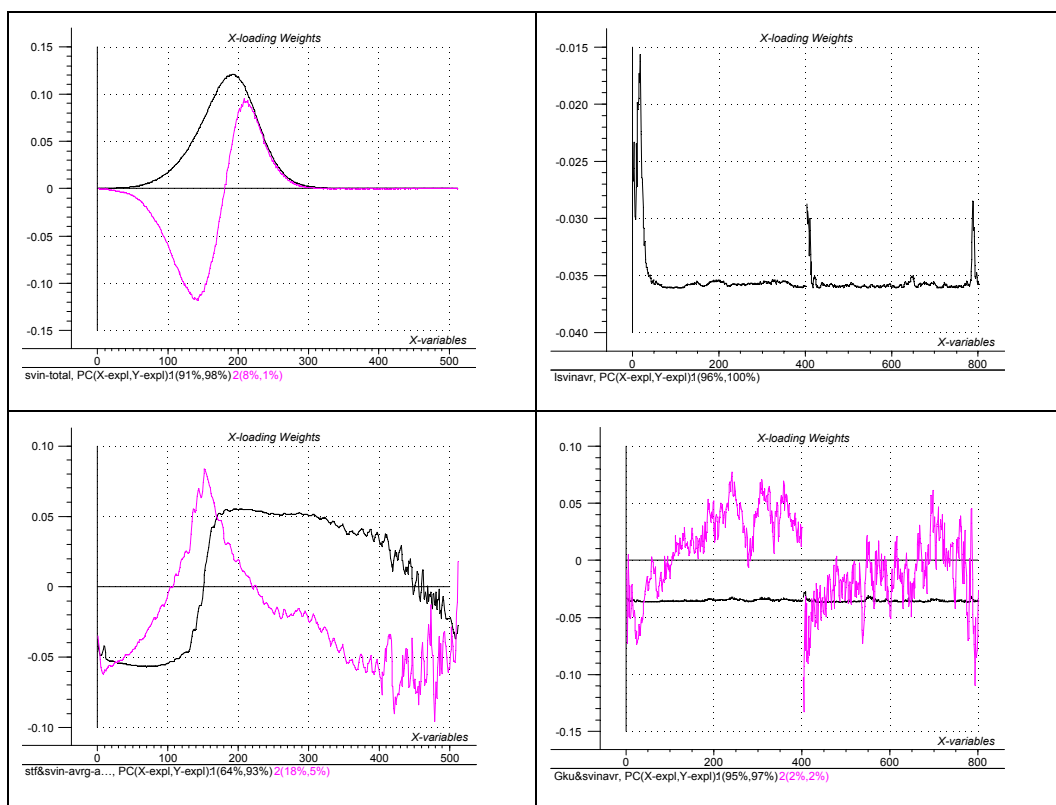 X-loading Weights
0.15
0.10
0.05
0
-0.05
-0.10
-0.15
X-variables
0 100 200 300 400 500
svin-total, PC(X-expl,Y-expl):1(91%,98%) 2(8%,1%)
X-loading Weights
-0.015
-0.020
-0.025
-0.030
-0.035
-0.040
X-variables
0 200 400 600 800
lsvinavr, PC(X-expl,Y-expl):1(96%,100%)
X-loading Weights
0.10
0.05
0
-0.05
-0.10
X-variables
0 100 200 300 400 500
stf&svin-avrg-a…, PC(X-expl,Y-expl):1(64%,93%) 2(18%,5%)
X-loading Weights
0.10
0.05
0
-0.05
-0.10
-0.15
X-variables
0 200 400 600 800
Gku&svinavr, PC(X-expl,Y-expl):1(95%,97%) 2(2%,2%)